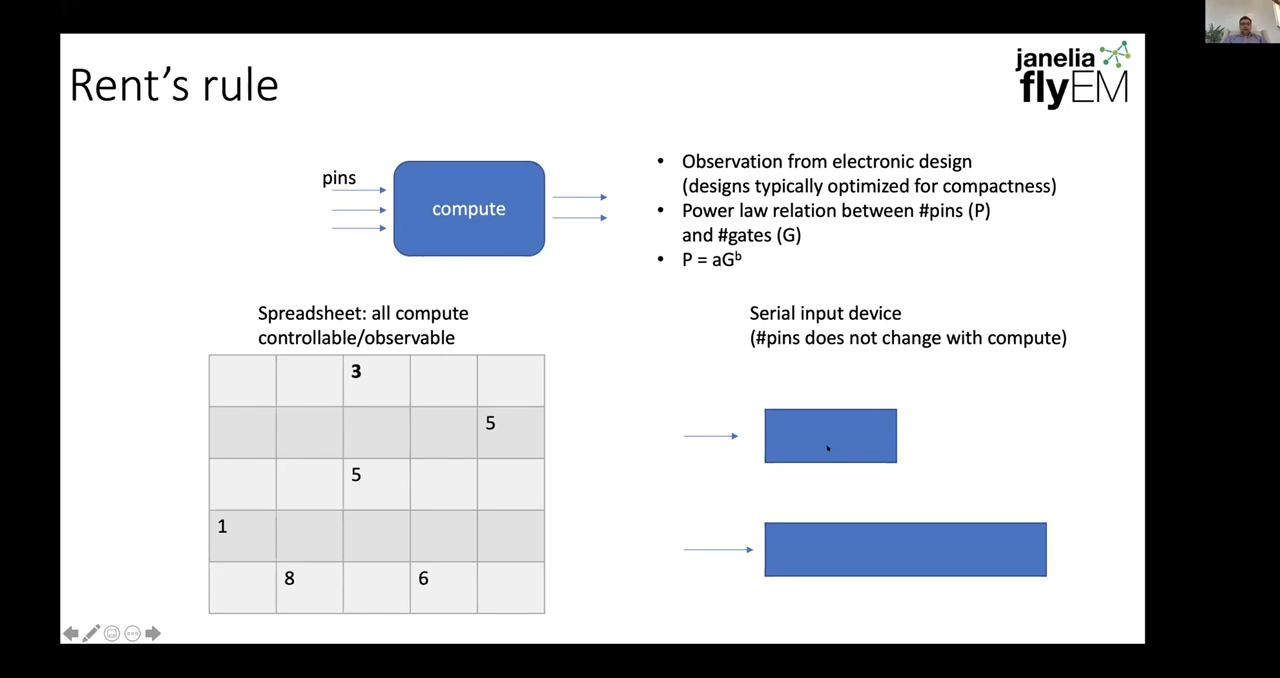 Rent's rule
janelia
flyEM
pins
compute
• Observation from electronic design
(designs typically optimized for compactness)
• Power law relation between #pins (P)
and #gates (G)
• P = aGᵇ
Spreadsheet: all compute
controllable/observable
3
5
5
1
8 6
Serial input device
(#pins does not change with compute)